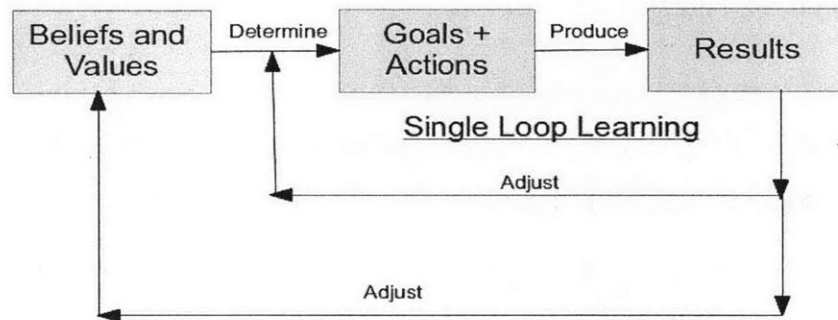 Beliefs and
Values
Determine
Goals +
Actions
Produce
Results
Single Loop Learning
Adjust
Adjust